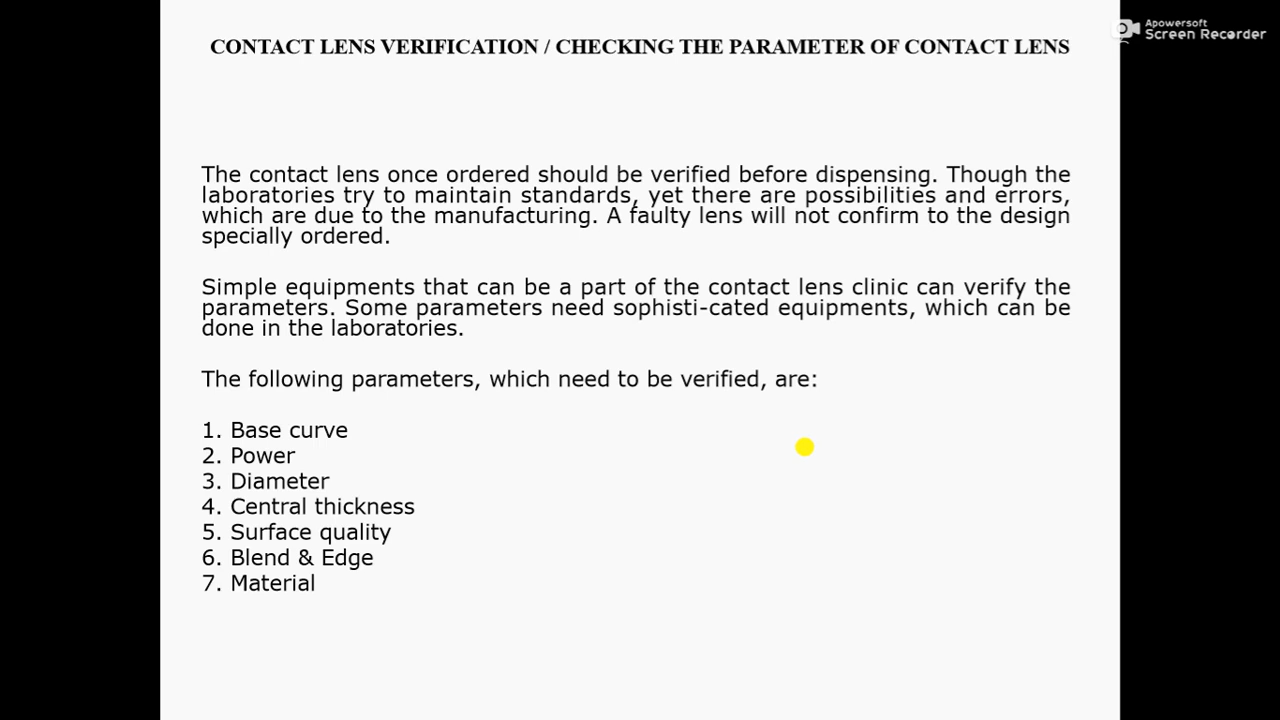 Apowersoft
Screen Recorder
CONTACT LENS VERIFICATION / CHECKING THE PARAMETER OF CONTACT LENS
The contact lens once ordered should be verified before dispensing. Though the
laboratories try to maintain standards, yet there are possibilities and errors,
which are due to the manufacturing. A faulty lens will not confirm to the design
specially ordered.
Simple equipments that can be a part of the contact lens clinic can verify the
parameters. Some parameters need sophisti-cated equipments, which can be
done in the laboratories.
The following parameters, which need to be verified, are:
1. Base curve
2. Power
3. Diameter
4. Central thickness
5. Surface quality
6. Blend & Edge
7. Material